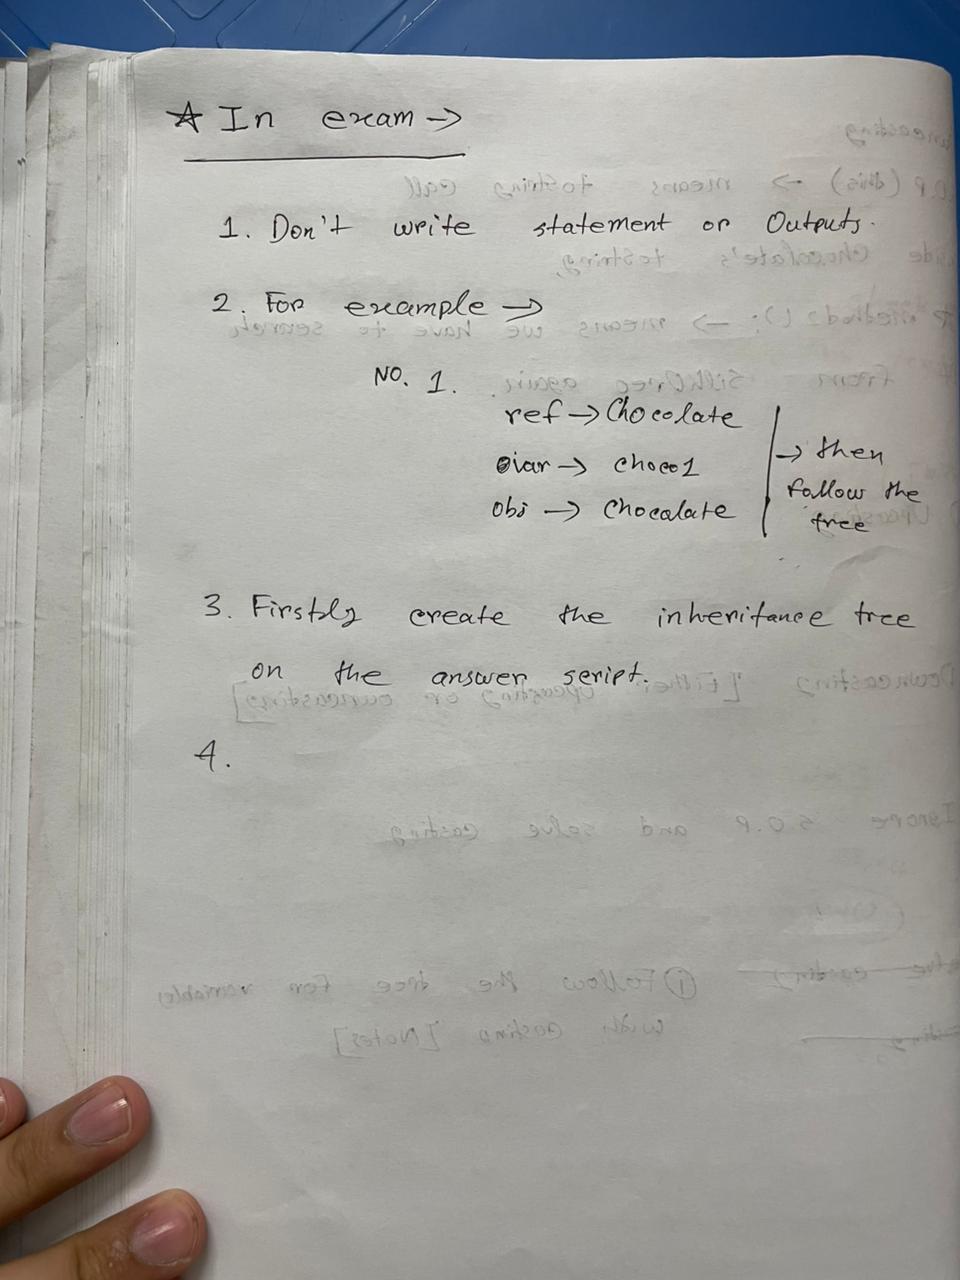 ☆ In exam →
1. Don't write statement or Outputs.
2. For example →
No. 1.
ref → Chocolate
var → choco1
obj → Chocalate
→ then
follow the
tree
3. Firstly create the inheritance tree
on the answer script.
4.